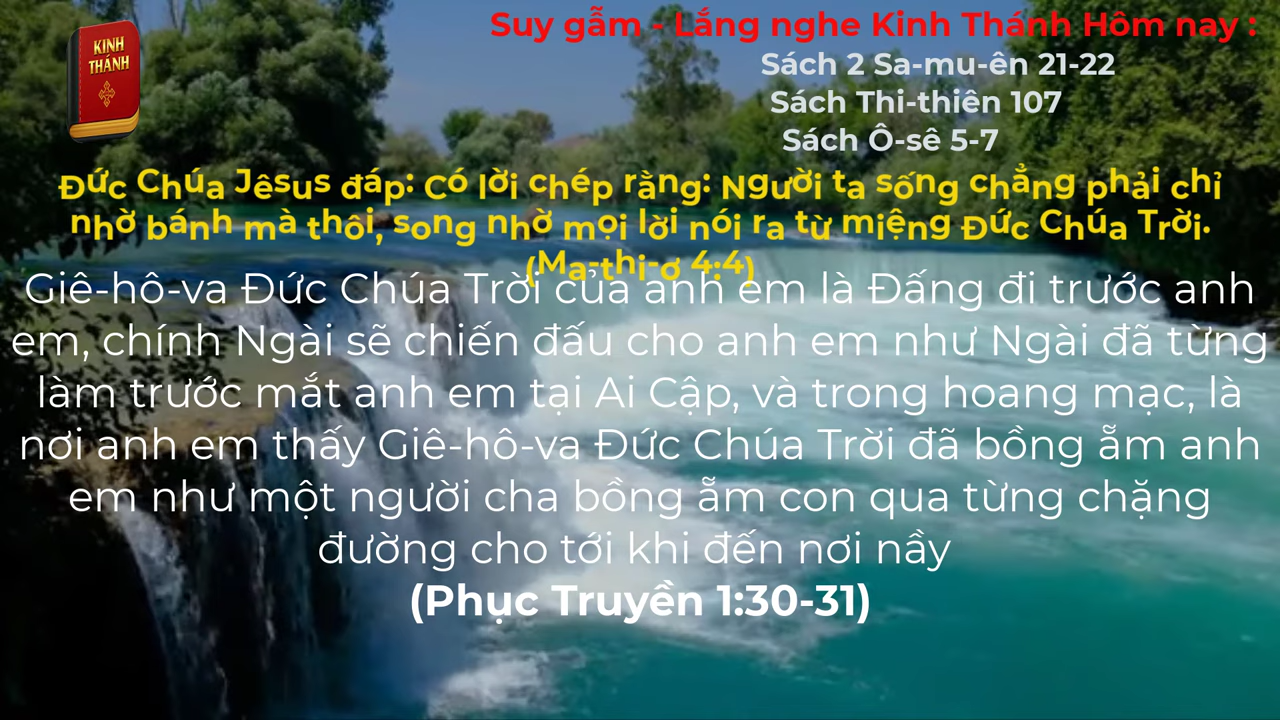 KINH
THÁNH
Suy gẫm - Lắng nghe Kinh Thánh Hôm nay :
Sách 2 Sa-mu-ên 21-22
Sách Thi-thiên 107
Sách Ô-sê 5-7
Đức Chúa Jêsus đáp: Có lời chép rằng: Người ta sống chẳng phải chỉ
nhờ bánh mà thôi, song nhờ mọi lời nói ra từ miệng Đức Chúa Trời.
(Ma-thi-ơ 4:4)
Giê-hô-va Đức Chúa Trời của anh em là Đấng đi trước anh
em, chính Ngài sẽ chiến đấu cho anh em như Ngài đã từng
làm trước mắt anh em tại Ai Cập, và trong hoang mạc, là
nơi anh em thấy Giê-hô-va Đức Chúa Trời đã bồng ẵm anh
em như một người cha bồng ẵm con qua từng chặng
đường cho tới khi đến nơi nầy
(Phục Truyền 1:30-31)